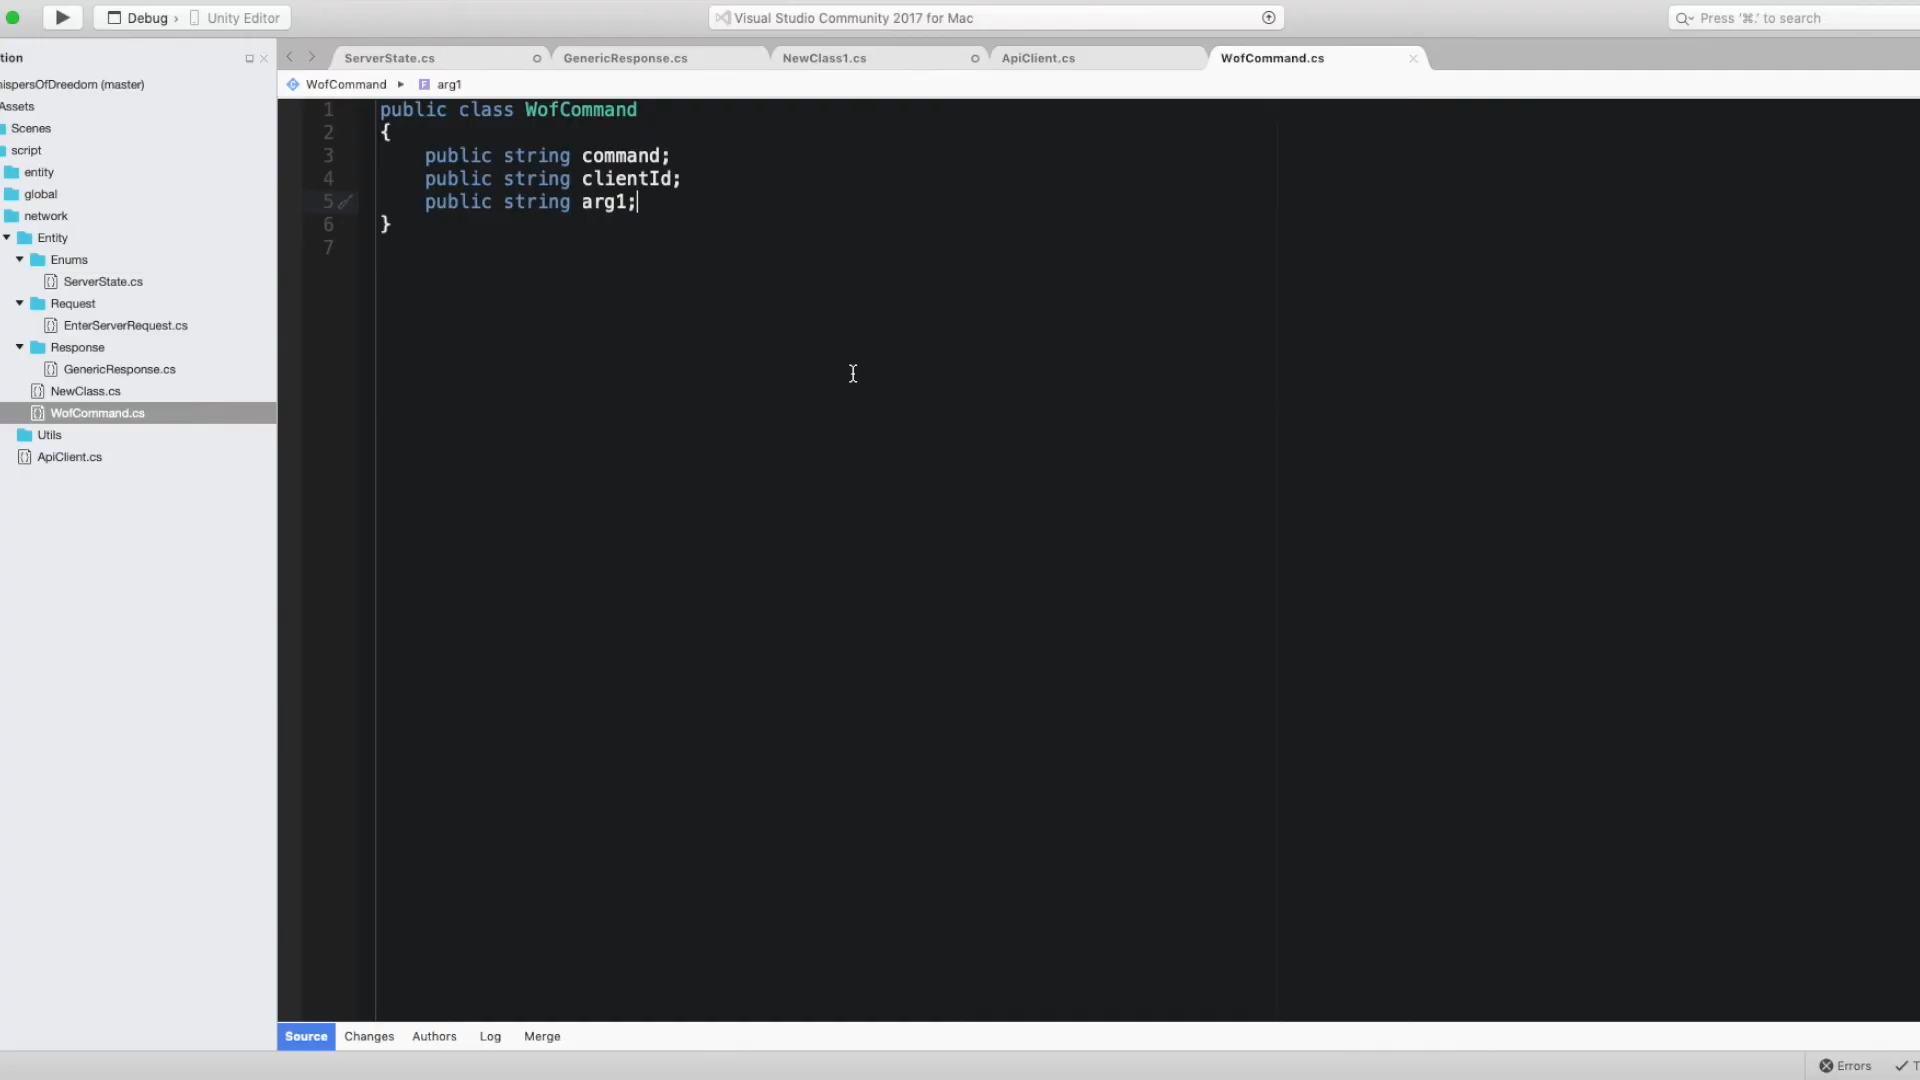 Debug › Unity Editor
Visual Studio Community 2017 for Mac
Press '⌘.' to search
tion
ServerState.cs
GenericResponse.cs
NewClass1.cs
ApiClient.cs
WofCommand.cs
hispersOfDreedom (master)
WofCommand ▸ arg1
Assets
Scenes
script
entity
global
network
Entity
Enums
ServerState.cs
Request
EnterServerRequest.cs
Response
GenericResponse.cs
NewClass.cs
WofCommand.cs
Utils
ApiClient.cs
1 public class WofCommand
2 {
3 public string command;
4 public string clientId;
5 public string arg1;
6 }
7
Source Changes Authors Log Merge
Errors